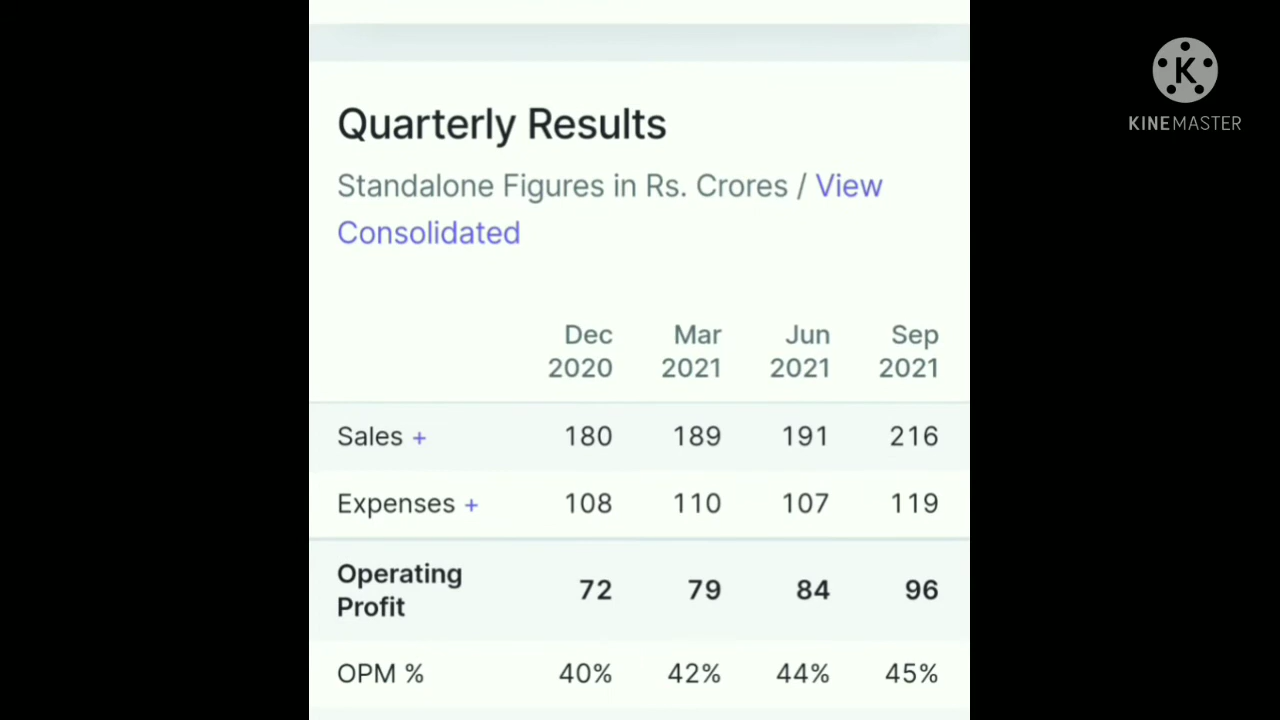 Quarterly Results
Standalone Figures in Rs. Crores / View
Consolidated
Dec Mar Jun Sep
2020 2021 2021 2021
Sales + 180 189 191 216
Expenses + 108 110 107 119
Operating
Profit 72 79 84 96
OPM % 40% 42% 44% 45%
K
KINEMASTER